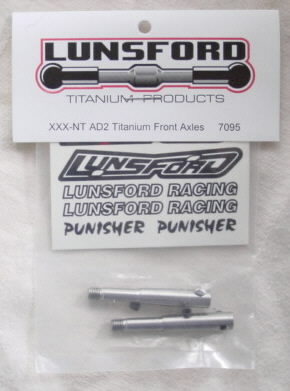 LUNSFORD
TITANIUM PRODUCTS
XXX-NT AD2 Titanium Front Axles 7095
LUNSFORD
LUNSFORD RACING
LUNSFORD RACING
PUNISHER PUNISHER